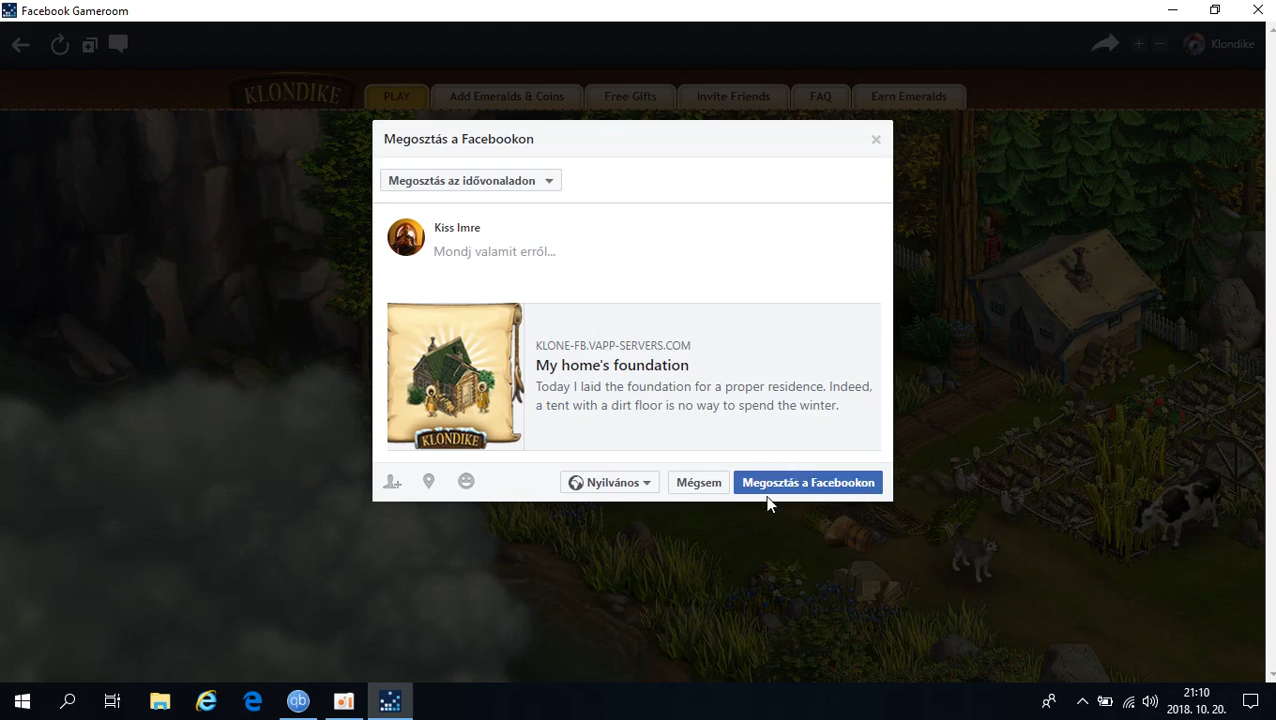 Facebook Gameroom
Klondike
KLONDIKE
PLAY
Add Emeralds & Coins
Free Gifts
Invite Friends
FAQ
Earn Emeralds
Megosztás a Facebookon
Megosztás az idővonaladon
Kiss Imre
Mondj valamit erről...
KLONDIKE
KLONE-FB.VAPP-SERVERS.COM
My home's foundation
Today I laid the foundation for a proper residence. Indeed,
a tent with a dirt floor is no way to spend the winter.
Nyilvános
Mégsem
Megosztás a Facebookon
qb
21:10
2018. 10. 20.